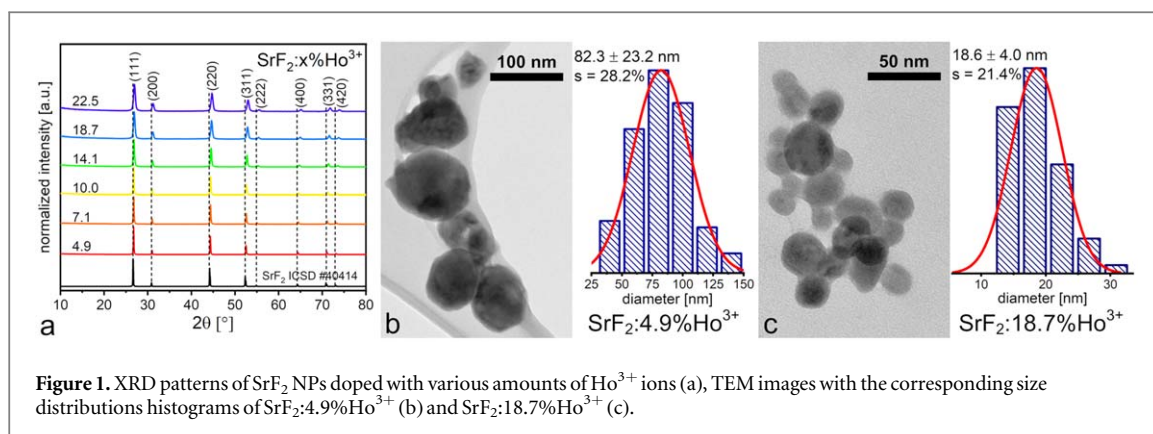 SrF₂:x%Ho³⁺
(111)
(200)
(220)
(311)
(222)
(400)
(331)
(420)
22.5
18.7
14.1
10.0
7.1
4.9
SrF₂ ICSD #40414
normalized intensity [a.u.]
10 20 30 40 50 60 70 80
2θ [°]
a
100 nm
b
82.3 ± 23.2 nm
s = 28.2%
25 50 75 100 125 150
diameter [nm]
SrF₂:4.9%Ho³⁺
50 nm
c
18.6 ± 4.0 nm
s = 21.4%
10 20 30
diameter [nm]
SrF₂:18.7%Ho³⁺
Figure 1. XRD patterns of SrF₂ NPs doped with various amounts of Ho³⁺ ions (a), TEM images with the corresponding size
distributions histograms of SrF₂:4.9%Ho³⁺ (b) and SrF₂:18.7%Ho³⁺ (c).